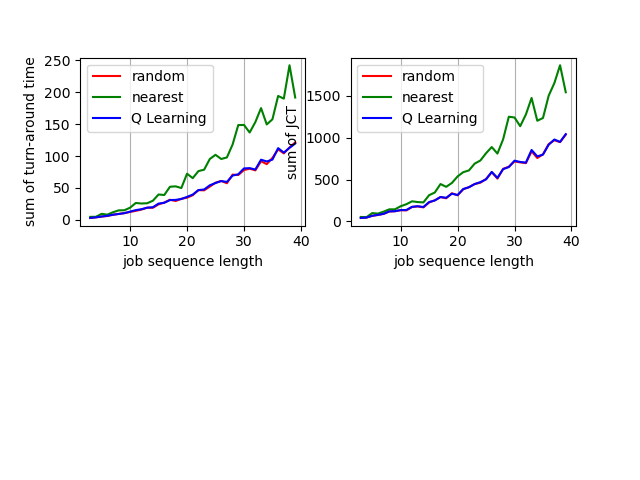 sum of turn-around time
250
200
150
100
50
0
random
nearest
Q Learning
10
20
30
40
job sequence length
sum of JCT
1500
1000
500
0
random
nearest
Q Learning
10
20
30
40
job sequence length